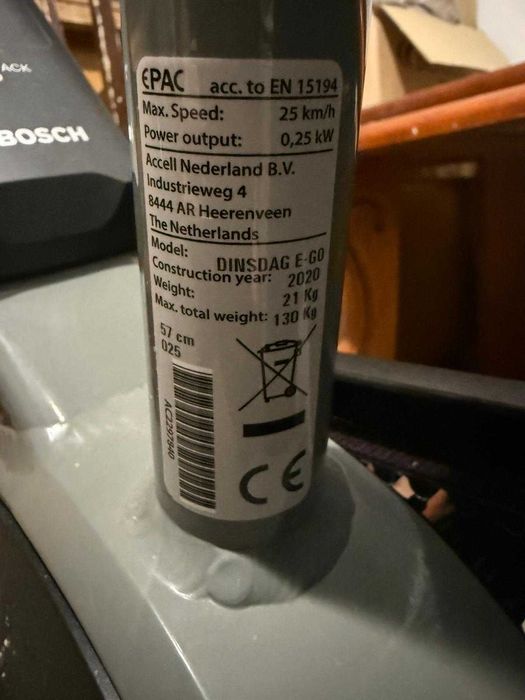 ACK
BOSCH
EPAC acc. to EN 15194
Max. Speed: 25 km/h
Power output: 0,25 kW
Accell Nederland B.V.
Industrieweg 4
8444 AR Heerenveen
The Netherlands
Model: DINSDAG E-GO
Construction year: 2020
Weight: 21 Kg
Max. total weight: 130 Kg
57 cm
025
AC2297940
CE